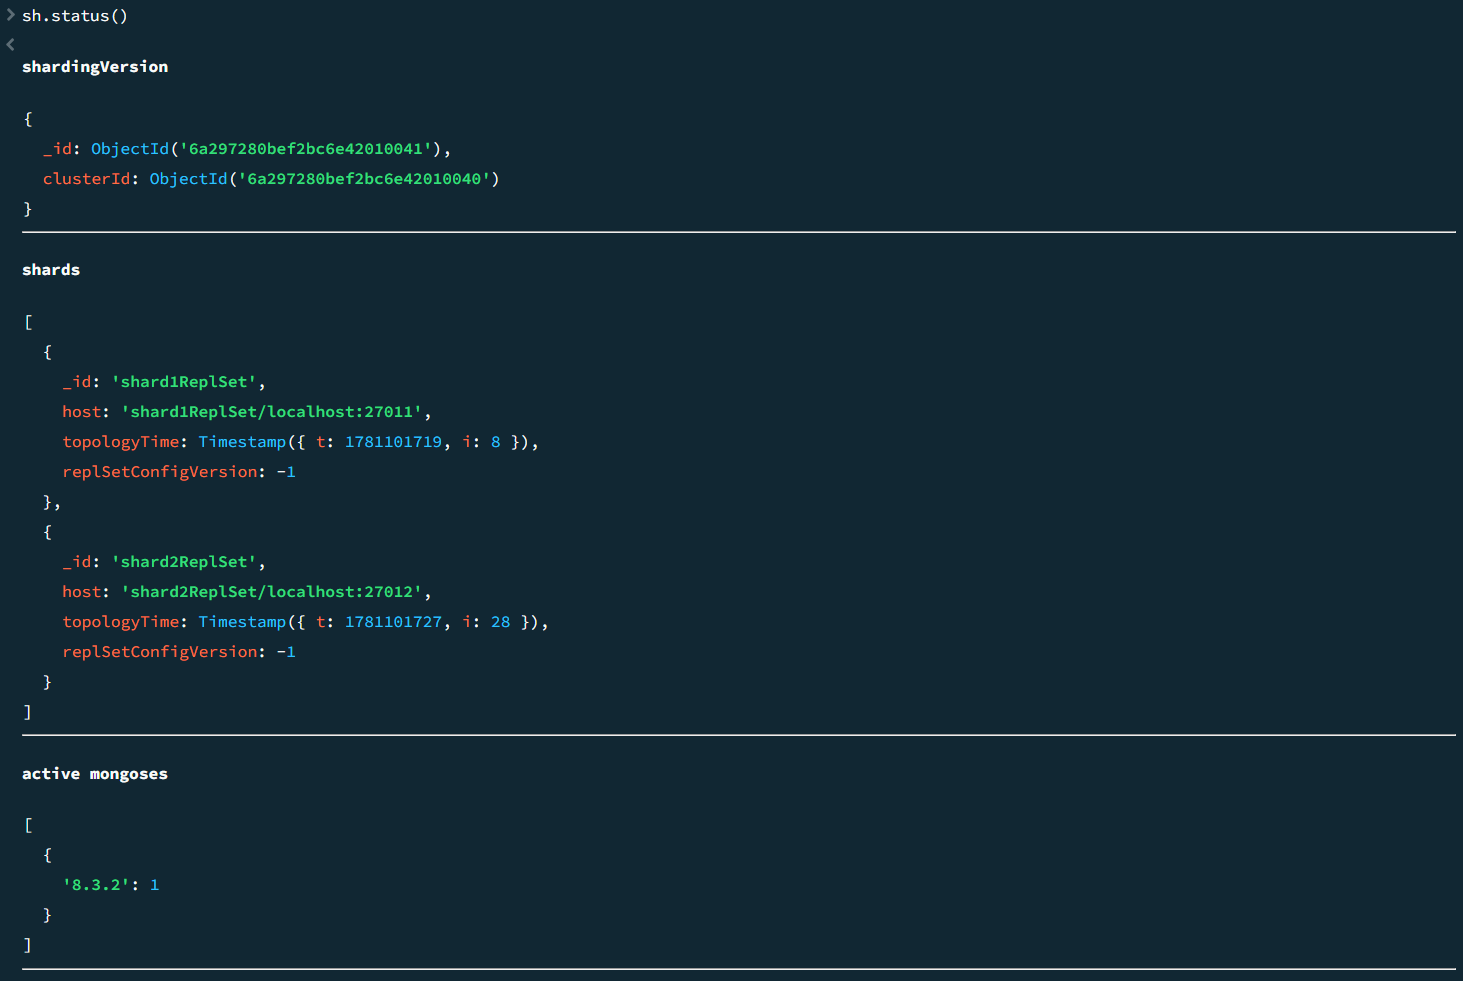 sh.status()
shardingVersion
{
  _id: ObjectId('6a297280bef2bc6e42010041'),
  clusterId: ObjectId('6a297280bef2bc6e42010040')
}
shards
[
  {
    _id: 'shard1ReplSet',
    host: 'shard1ReplSet/localhost:27011',
    topologyTime: Timestamp({ t: 1781101719, i: 8 }),
    replSetConfigVersion: -1
  },
  {
    _id: 'shard2ReplSet',
    host: 'shard2ReplSet/localhost:27012',
    topologyTime: Timestamp({ t: 1781101727, i: 28 }),
    replSetConfigVersion: -1
  }
]
active mongoses
[
  {
    '8.3.2': 1
  }
]